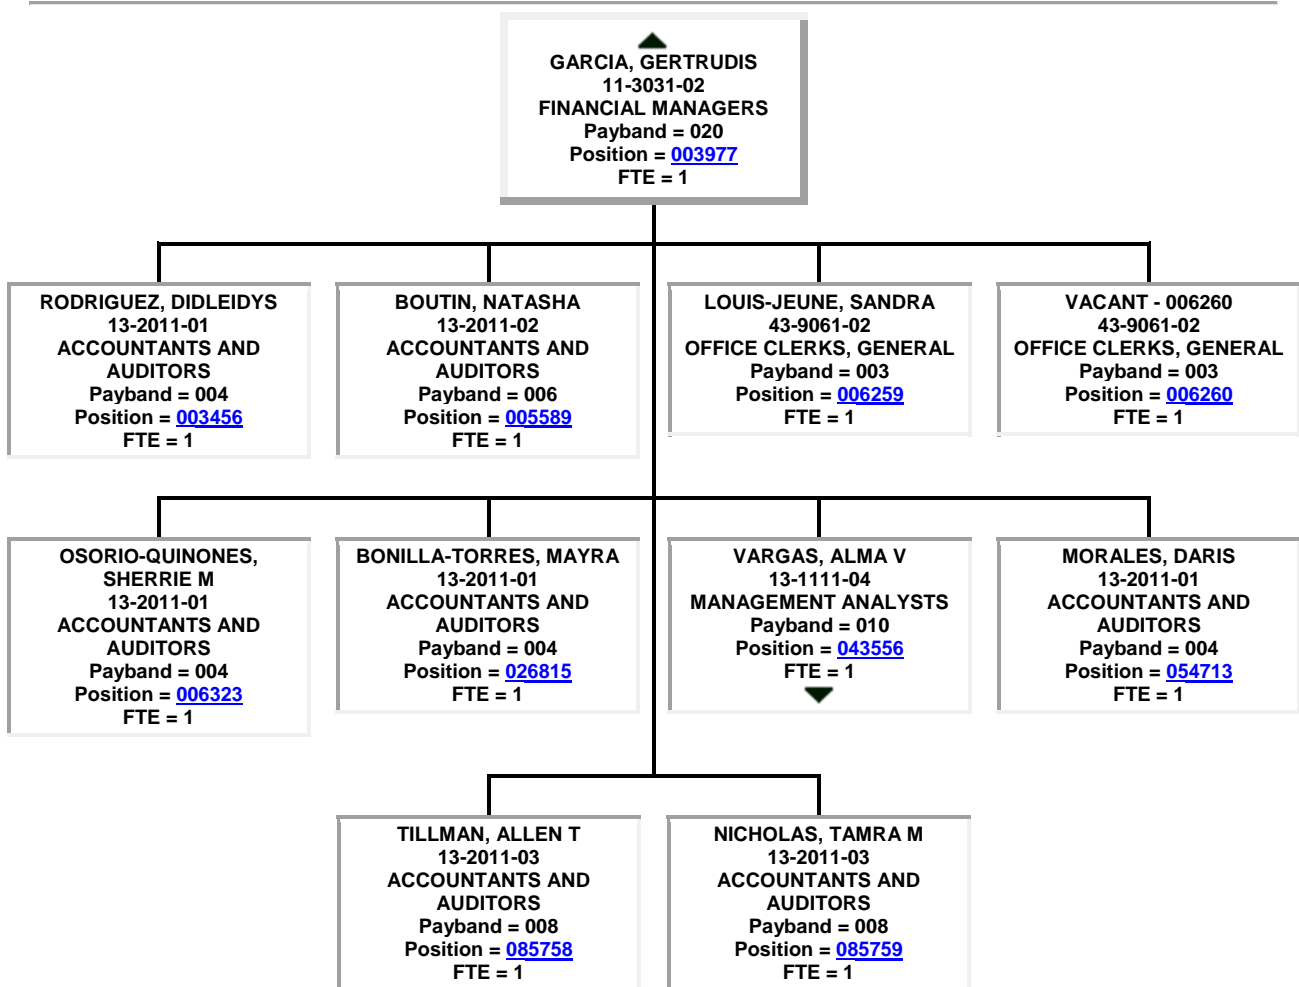 GARCIA, GERTRUDIS
11-3031-02
FINANCIAL MANAGERS
Payband = 020
Position = 003977
FTE = 1
RODRIGUEZ, DIDLEIDYS
13-2011-01
ACCOUNTANTS AND
AUDITORS
Payband = 004
Position = 003456
FTE = 1
BOUTIN, NATASHA
13-2011-02
ACCOUNTANTS AND
AUDITORS
Payband = 006
Position = 005589
FTE = 1
LOUIS-JEUNE, SANDRA
43-9061-02
OFFICE CLERKS, GENERAL
Payband = 003
Position = 006259
FTE = 1
VACANT - 006260
43-9061-02
OFFICE CLERKS, GENERAL
Payband = 003
Position = 006260
FTE = 1
OSORIO-QUINONES,
SHERRIE M
13-2011-01
ACCOUNTANTS AND
AUDITORS
Payband = 004
Position = 006323
FTE = 1
BONILLA-TORRES, MAYRA
13-2011-01
ACCOUNTANTS AND
AUDITORS
Payband = 004
Position = 026815
FTE = 1
VARGAS, ALMA V
13-1111-04
MANAGEMENT ANALYSTS
Payband = 010
Position = 043556
FTE = 1
MORALES, DARIS
13-2011-01
ACCOUNTANTS AND
AUDITORS
Payband = 004
Position = 054713
FTE = 1
TILLMAN, ALLEN T
13-2011-03
ACCOUNTANTS AND
AUDITORS
Payband = 008
Position = 085758
FTE = 1
NICHOLAS, TAMRA M
13-2011-03
ACCOUNTANTS AND
AUDITORS
Payband = 008
Position = 085759
FTE = 1